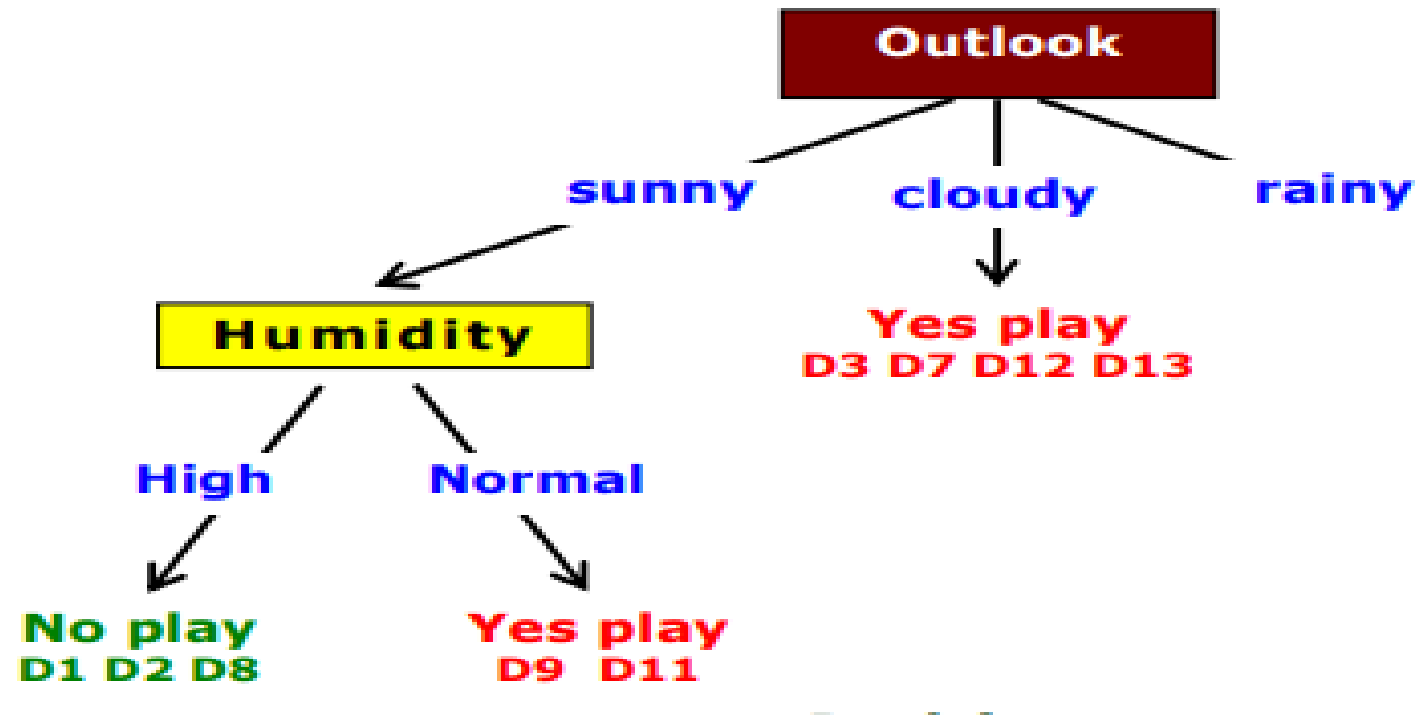 Outlook
sunny cloudy rainy
Humidity
Yes play
D3 D7 D12 D13
High Normal
No play
D1 D2 D8
Yes play
D9 D11